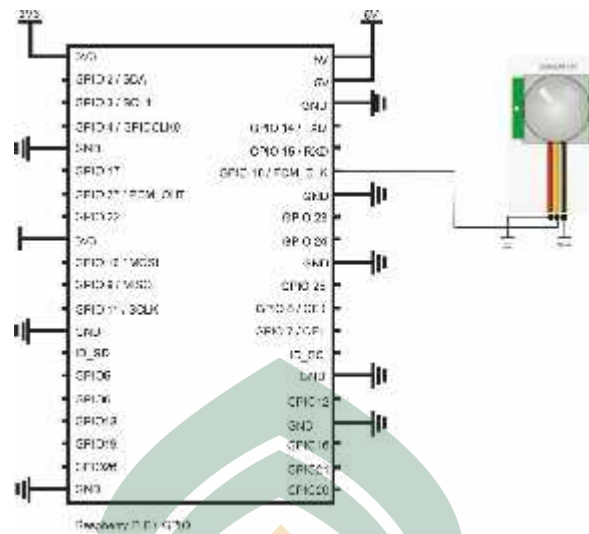 3V3
5V
3V3
GPIO 2 / SDA
GPIO 3 / SCL1
GPIO 4 / GPIOCLK0
GND
GPIO 17
GPIO 27 / PCM_OUT
GPIO 22
3V3
GPIO 10 / MOSI
GPIO 9 / MISO
GPIO 11 / SCLK
GND
ID_SD
GPIO5
GPIO6
GPIO13
GPIO19
GPIO26
GND
5V
5V
GND
GPIO 14 / TXD
GPIO 15 / RXD
GPIO 18 / PCM_CLK
GND
GPIO 23
GPIO 24
GND
GPIO 25
GPIO 8 / CE0
GPIO 7 / CE1
ID_SC
GND
GPIO12
GND
GPIO16
GPIO21
GPIO20
Raspberry Pi GPIO